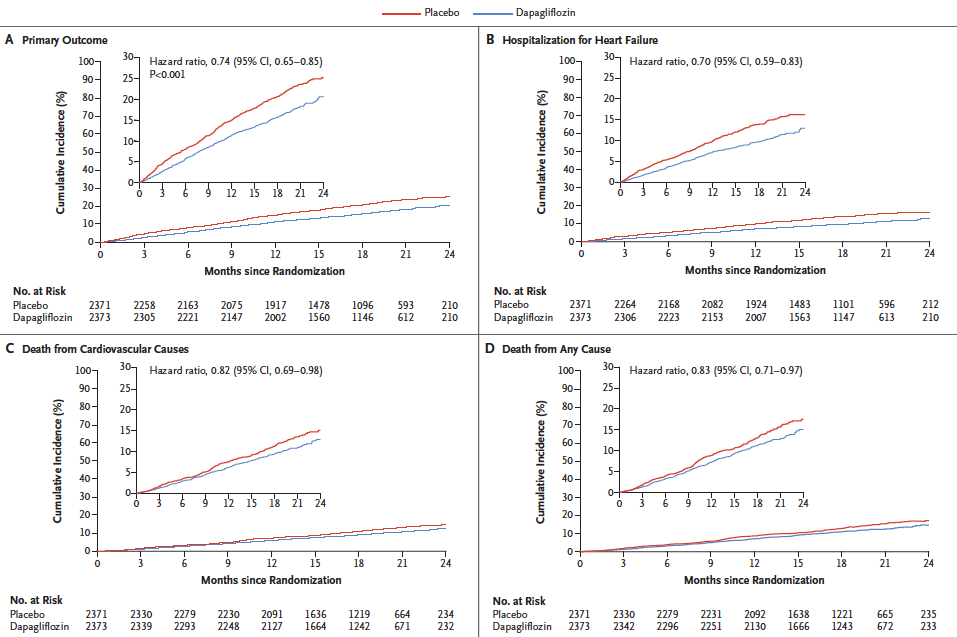 Placebo Dapagliflozin
A Primary Outcome
Hazard ratio, 0.74 (95% CI, 0.65–0.85)
P<0.001
Cumulative Incidence (%)
100
90
80
70
60
50
40
30
20
10
0
30
25
20
15
10
5
0
0 3 6 9 12 15 18 21 24
0 3 6 9 12 15 18 21 24
Months since Randomization
No. at Risk
Placebo 2371 2258 2163 2075 1917 1478 1096 593 210
Dapagliflozin 2373 2305 2221 2147 2002 1560 1146 612 210
B Hospitalization for Heart Failure
Hazard ratio, 0.70 (95% CI, 0.59–0.83)
Cumulative Incidence (%)
100
90
80
70
60
50
40
30
20
10
0
30
25
20
15
10
5
0
0 3 6 9 12 15 18 21 24
0 3 6 9 12 15 18 21 24
Months since Randomization
No. at Risk
Placebo 2371 2264 2168 2082 1924 1483 1101 596 212
Dapagliflozin 2373 2306 2223 2153 2007 1563 1147 613 210
C Death from Cardiovascular Causes
Hazard ratio, 0.82 (95% CI, 0.69–0.98)
Cumulative Incidence (%)
100
90
80
70
60
50
40
30
20
10
0
30
25
20
15
10
5
0
0 3 6 9 12 15 18 21 24
0 3 6 9 12 15 18 21 24
Months since Randomization
No. at Risk
Placebo 2371 2330 2279 2230 2091 1636 1219 664 234
Dapagliflozin 2373 2339 2293 2248 2127 1664 1242 671 232
D Death from Any Cause
Hazard ratio, 0.83 (95% CI, 0.71–0.97)
Cumulative Incidence (%)
100
90
80
70
60
50
40
30
20
10
0
30
25
20
15
10
5
0
0 3 6 9 12 15 18 21 24
0 3 6 9 12 15 18 21 24
Months since Randomization
No. at Risk
Placebo 2371 2330 2279 2231 2092 1638 1221 665 235
Dapagliflozin 2373 2342 2296 2251 2130 1666 1243 672 233